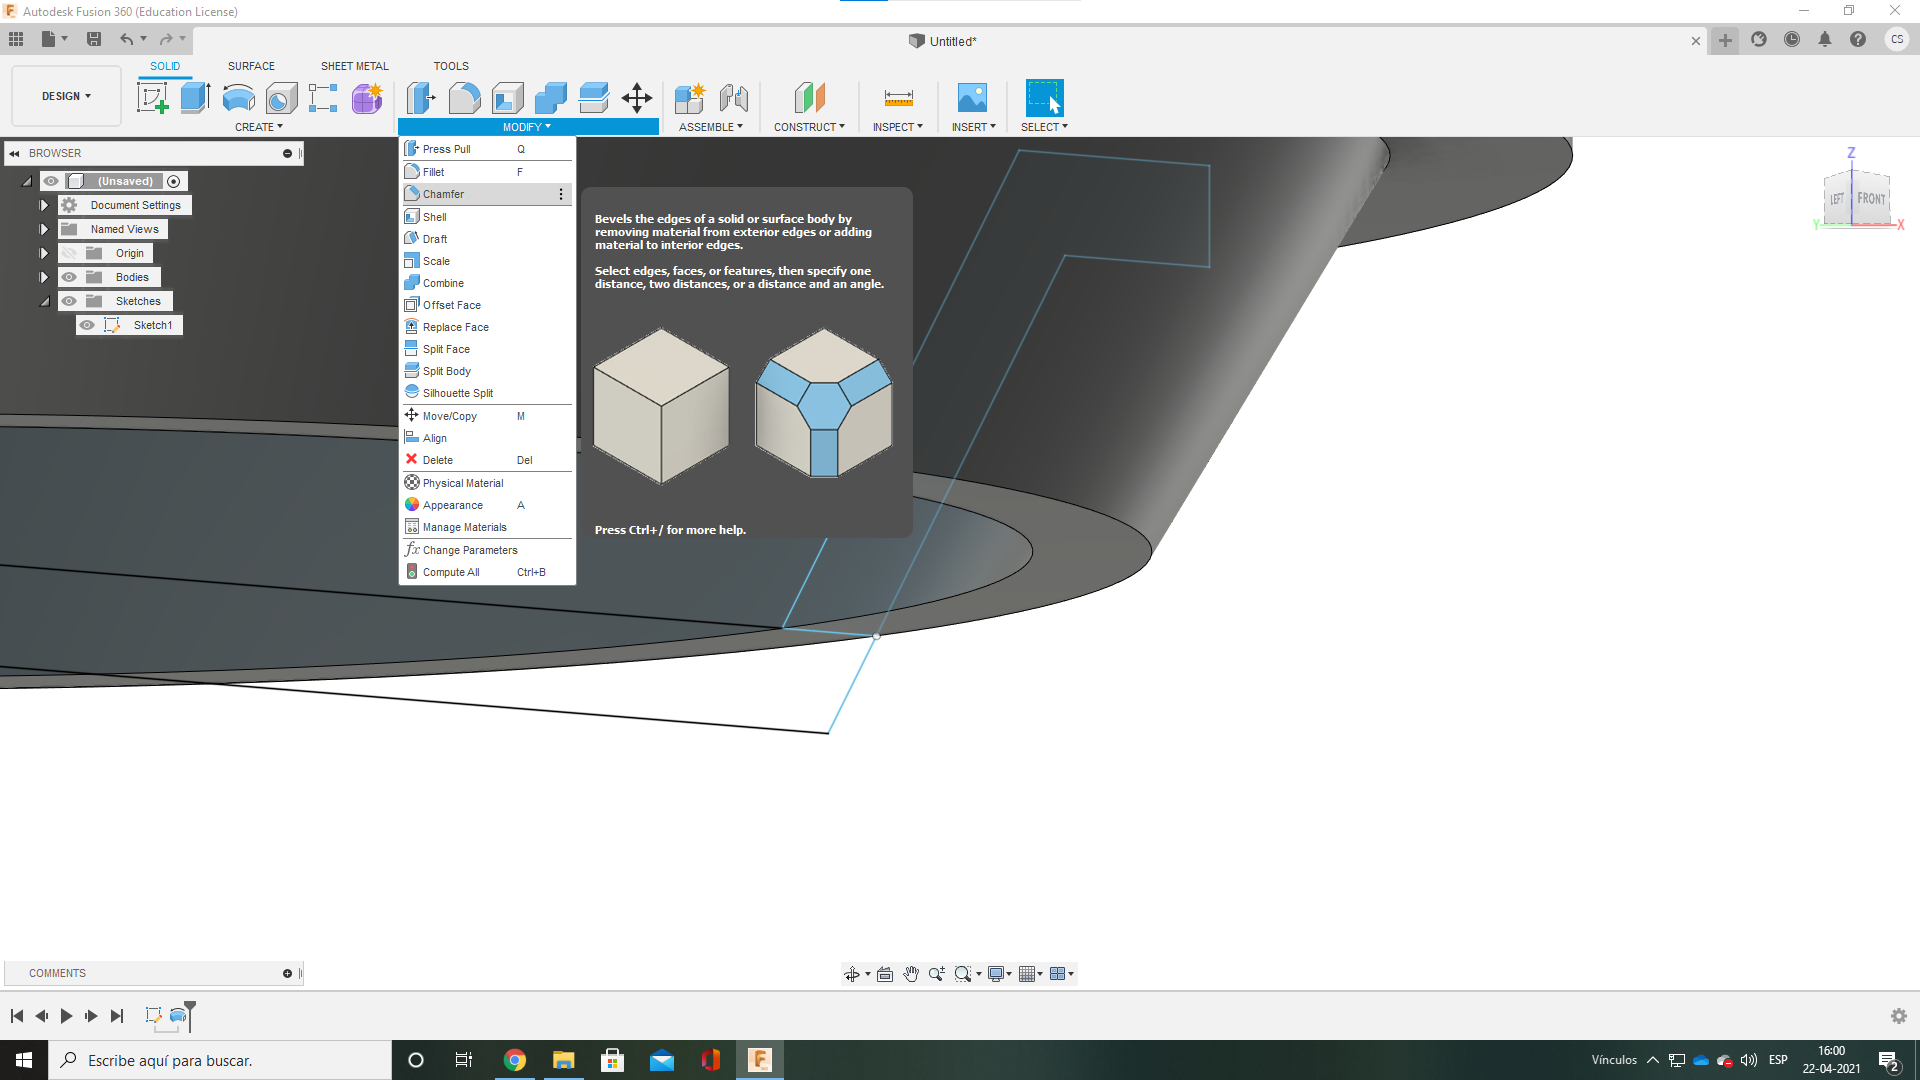 Autodesk Fusion 360 (Education License)
Untitled*
CS
DESIGN
SOLID
SURFACE
SHEET METAL
TOOLS
CREATE
MODIFY
ASSEMBLE
CONSTRUCT
INSPECT
INSERT
SELECT
BROWSER
(Unsaved)
Document Settings
Named Views
Origin
Bodies
Sketches
Sketch1
Press Pull Q
Fillet F
Chamfer
Shell
Draft
Scale
Combine
Offset Face
Replace Face
Split Face
Split Body
Silhouette Split
Move/Copy M
Align
Delete Del
Physical Material
Appearance A
Manage Materials
Change Parameters
Compute All Ctrl+B
Bevels the edges of a solid or surface body by
removing material from exterior edges or adding
material to interior edges.
Select edges, faces, or features, then specify one
distance, two distances, or a distance and an angle.
Press Ctrl+/ for more help.
Z
LEFT
FRONT
Y
X
COMMENTS
Escribe aquí para buscar.
Vínculos
ESP
16:00
22-04-2021
2